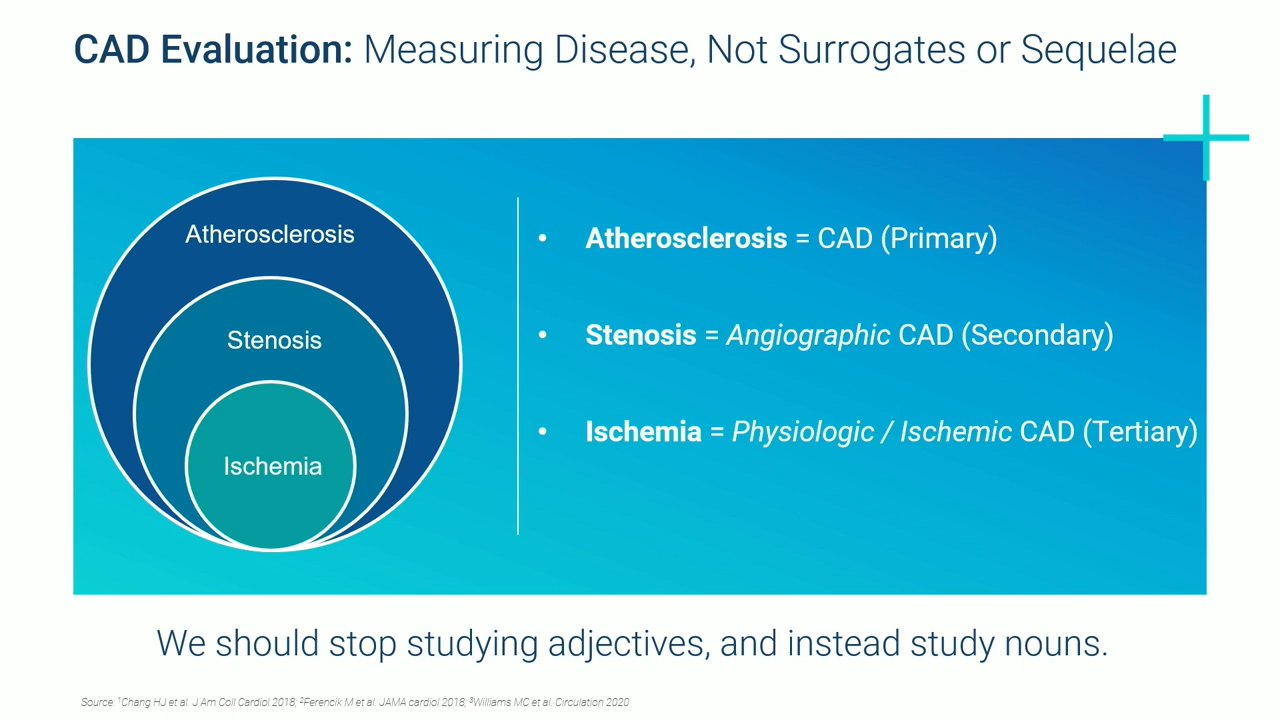 CAD Evaluation: Measuring Disease, Not Surrogates or Sequelae
Atherosclerosis
Stenosis
Ischemia
• Atherosclerosis = CAD (Primary)
• Stenosis = Angiographic CAD (Secondary)
• Ischemia = Physiologic / Ischemic CAD (Tertiary)
We should stop studying adjectives, and instead study nouns.
Source: ¹Chang HJ et al. J Am Coll Cardiol 2018; ²Ferencik M et al. JAMA cardiol 2018; ³Williams MC et al. Circulation 2020